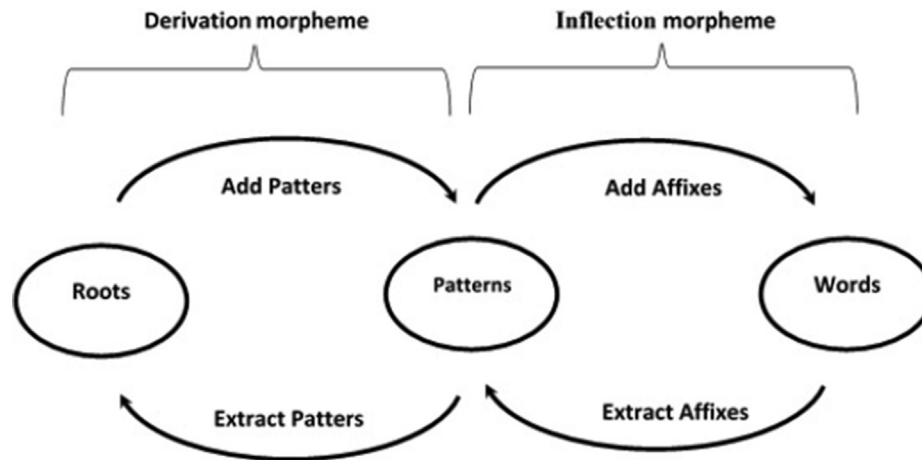 Derivation morpheme
Inflection morpheme
Add Patters
Add Affixes
Roots
Patterns
Words
Extract Patters
Extract Affixes